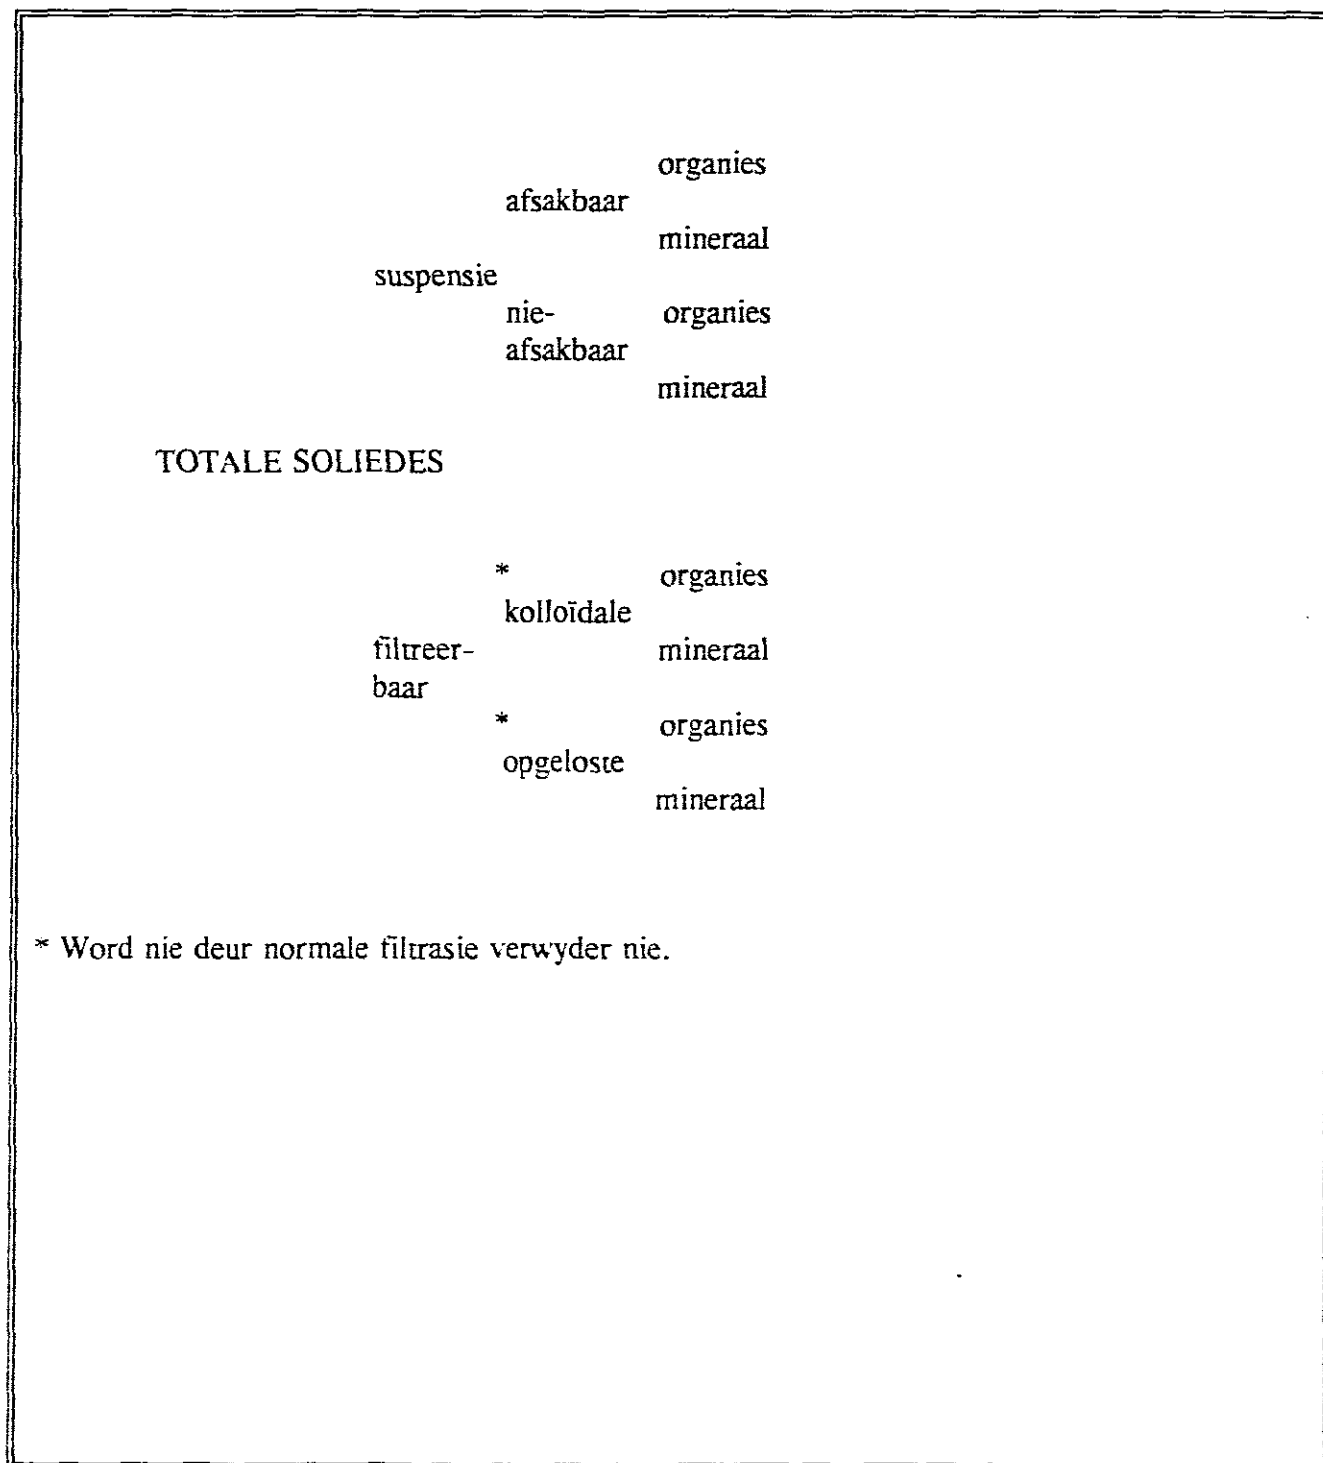 organies
afsakbaar
mineraal
suspensie
nie- organies
afsakbaar
mineraal
TOTALE SOLIEDES
* organies
kolloïdale
filtreer- mineraal
baar
* organies
opgeloste
mineraal
* Word nie deur normale filtrasie verwyder nie.